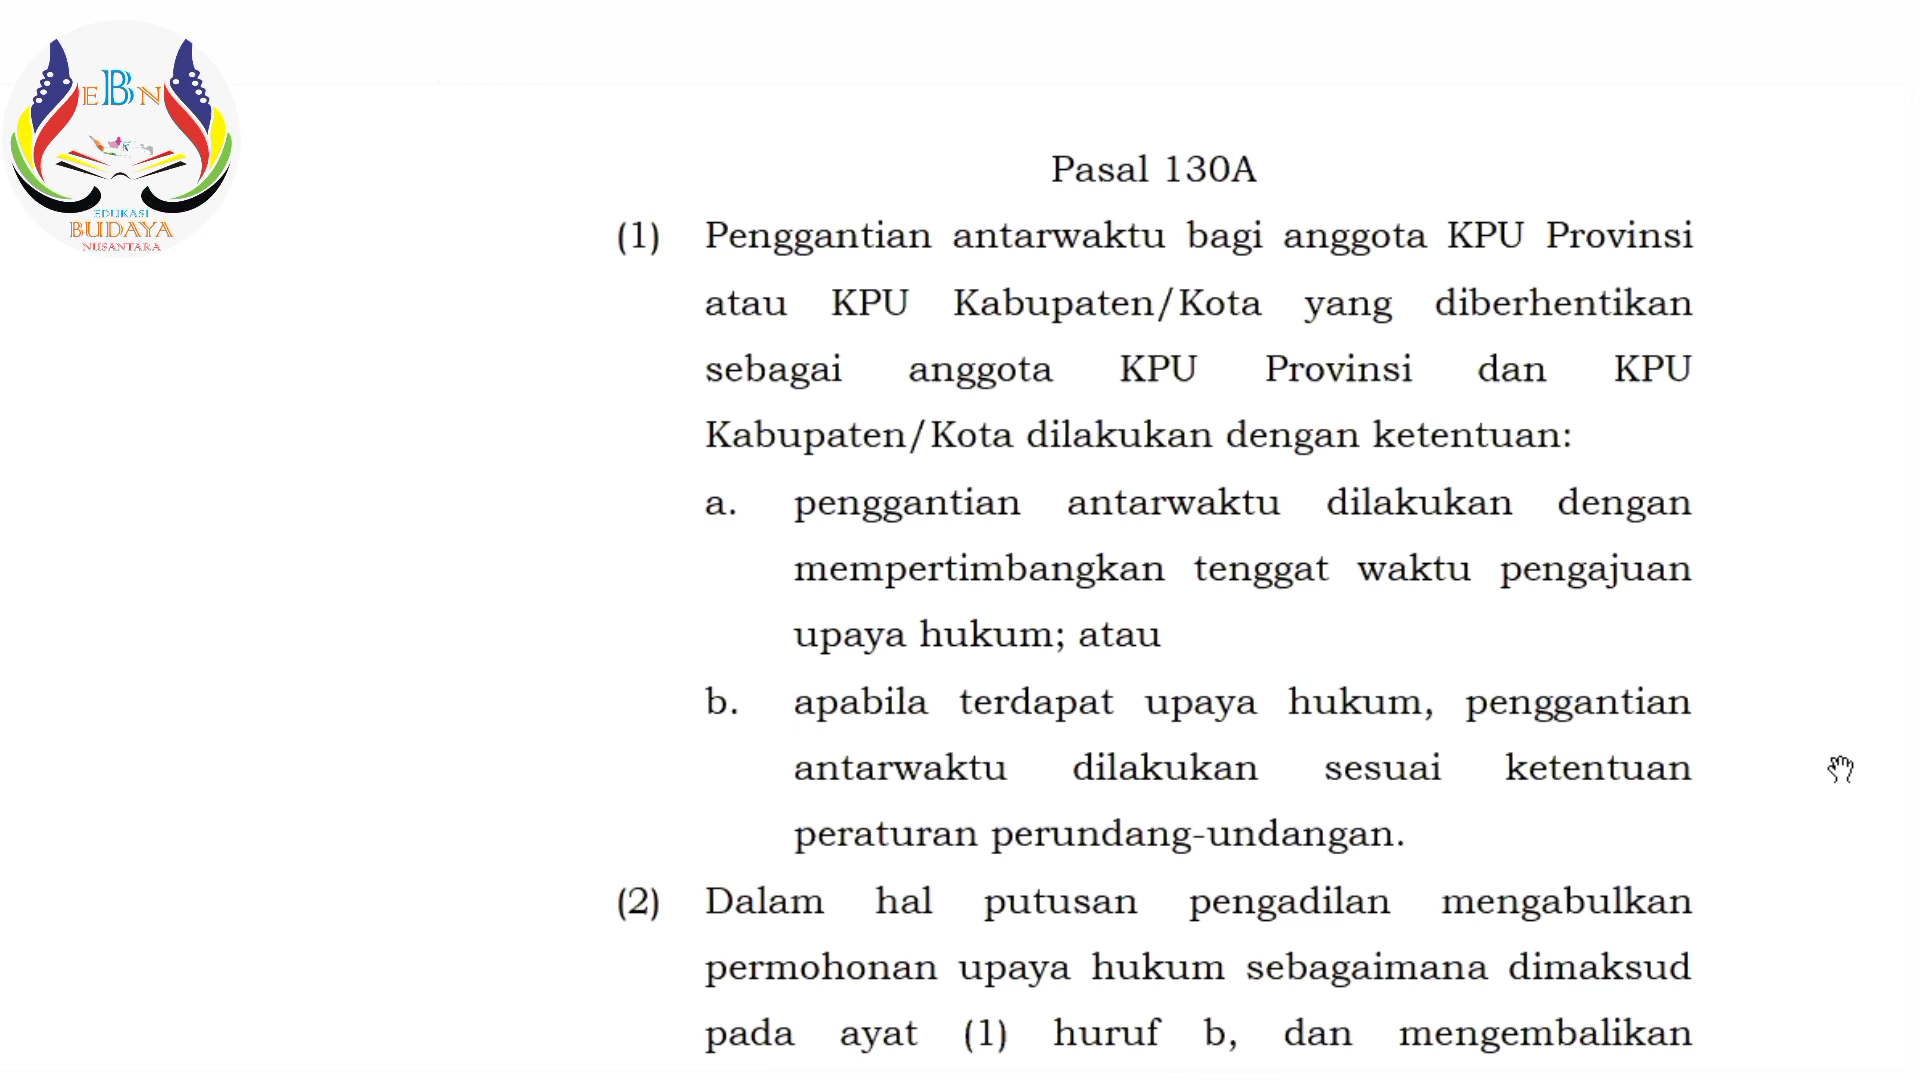 EBN
EDUKASI
BUDAYA
NUSANTARA
Pasal 130A
(1) Penggantian antarwaktu bagi anggota KPU Provinsi
atau KPU Kabupaten/Kota yang diberhentikan
sebagai anggota KPU Provinsi dan KPU
Kabupaten/Kota dilakukan dengan ketentuan:
a. penggantian antarwaktu dilakukan dengan
mempertimbangkan tenggat waktu pengajuan
upaya hukum; atau
b. apabila terdapat upaya hukum, penggantian
antarwaktu dilakukan sesuai ketentuan
peraturan perundang-undangan.
(2) Dalam hal putusan pengadilan mengabulkan
permohonan upaya hukum sebagaimana dimaksud
pada ayat (1) huruf b, dan mengembalikan